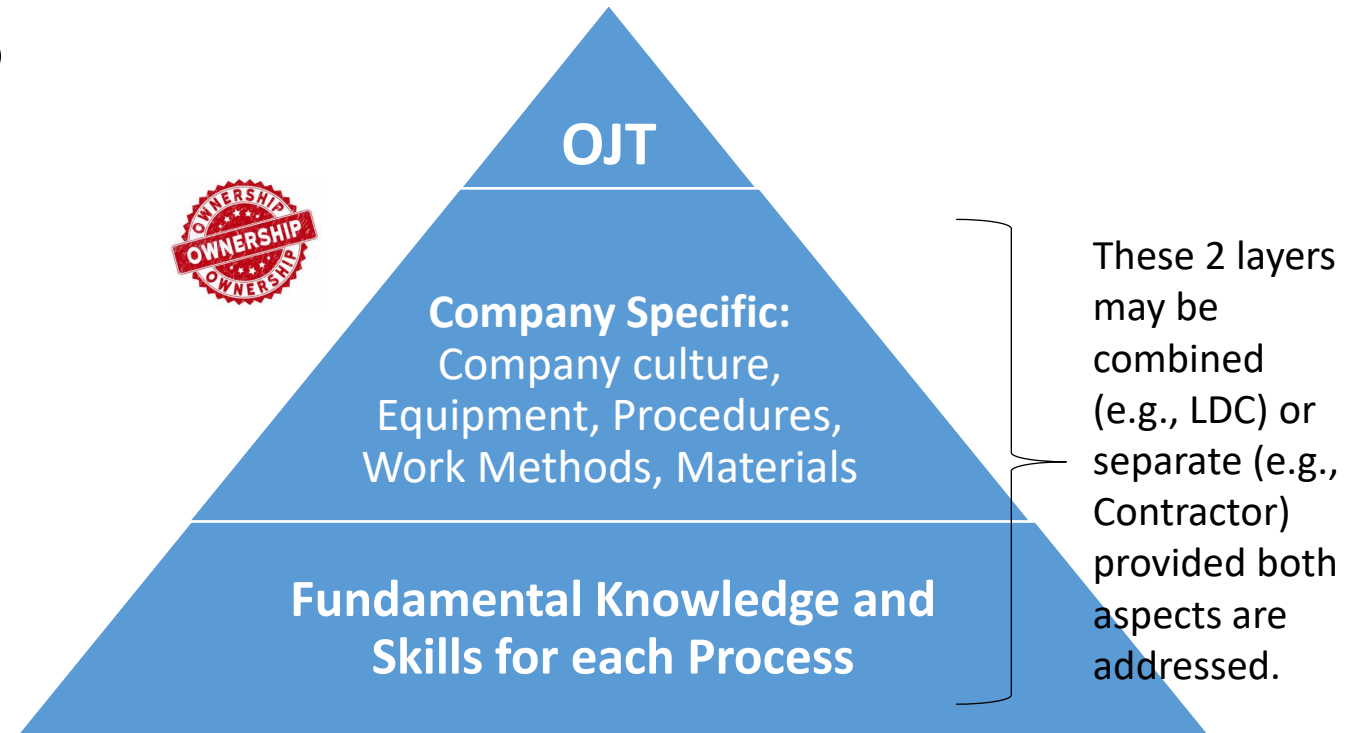 )
OJT
OWNERSHIP
OWNERSHIP
OWNERSHIP
Company Specific:
Company culture,
Equipment, Procedures,
Work Methods, Materials
Fundamental Knowledge and
Skills for each Process
These 2 layers
may be
combined
(e.g., LDC) or
separate (e.g.,
Contractor)
provided both
aspects are
addressed.